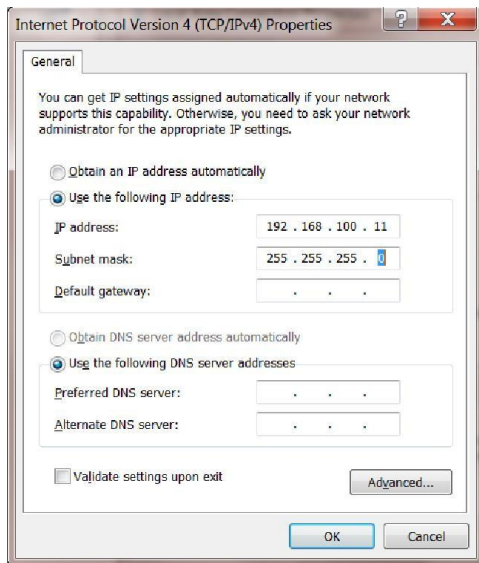 Internet Protocol Version 4 (TCP/IPv4) Properties
General
You can get IP settings assigned automatically if your network
supports this capability. Otherwise, you need to ask your network
administrator for the appropriate IP settings.
Obtain an IP address automatically
Use the following IP address:
IP address: 192 . 168 . 100 . 11
Subnet mask: 255 . 255 . 255 . 0
Default gateway: . . .
Obtain DNS server address automatically
Use the following DNS server addresses
Preferred DNS server: . . .
Alternate DNS server: . . .
Validate settings upon exit
Advanced...
OK Cancel